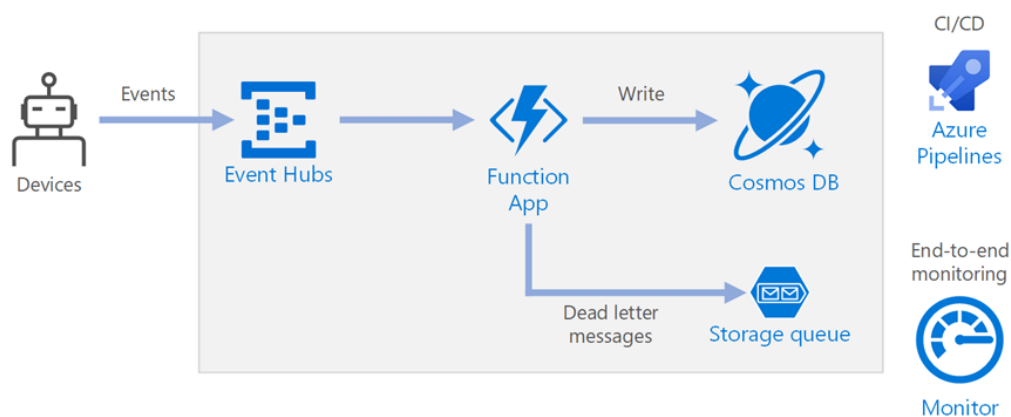 CI/CD
Azure
Pipelines
Events
Write
Devices
Event Hubs
Function
App
Cosmos DB
Dead letter
messages
Storage queue
End-to-end
monitoring
Monitor